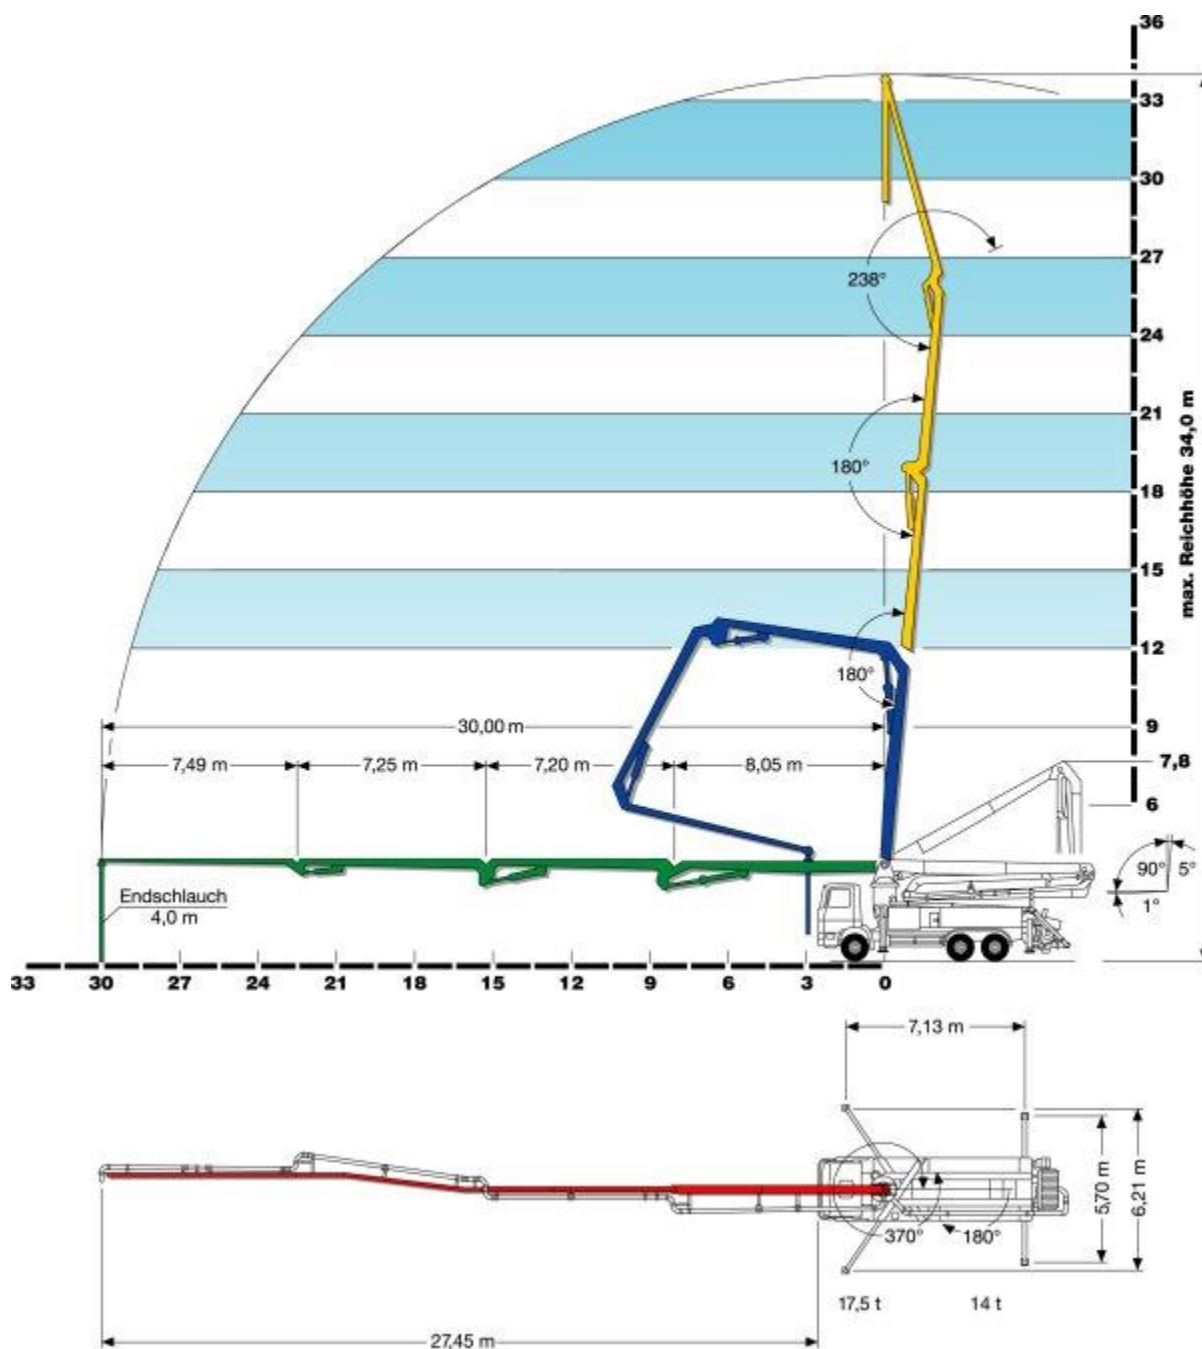 36
33
30
27
238°
24
21
max. Reichhöhe 34,0 m
180°
18
15
12
180°
30,00 m
9
7,49 m
7,25 m
7,20 m
8,05 m
7,8
6
90°
5°
1°
Endschlauch
4,0 m
33 30 27 24 21 18 15 12 9 6 3 0
7,13 m
5,70 m
6,21 m
370°
180°
17,5 t
14 t
27,45 m